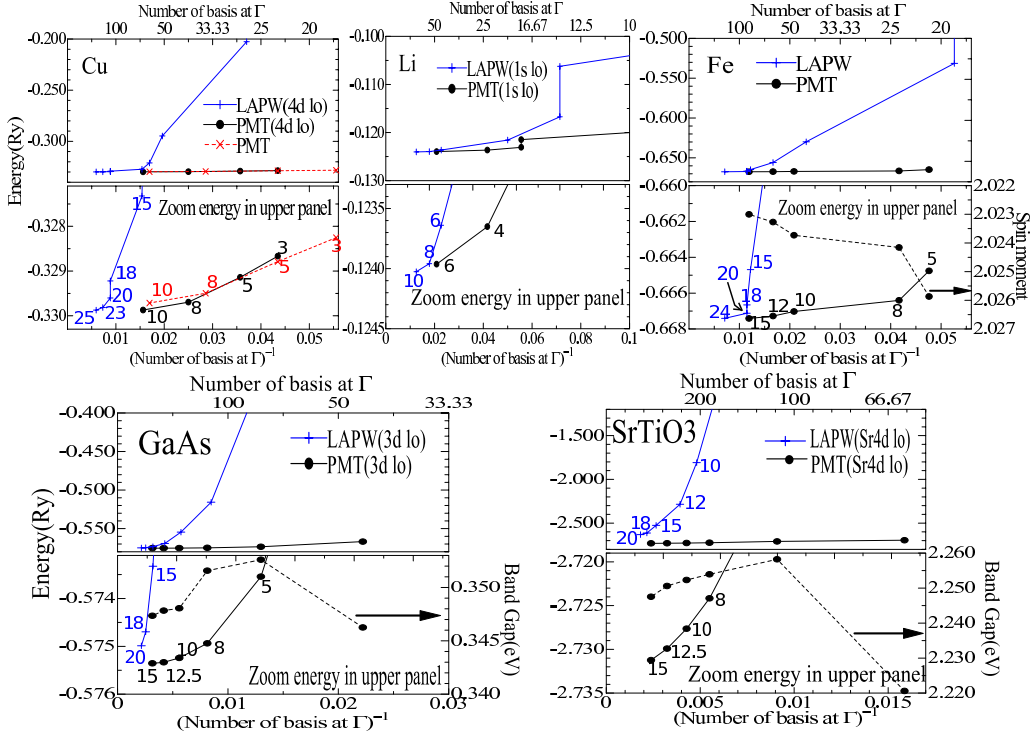 Number of basis at Γ
100 33.33 25 20
-0.200
-0.250
-0.300
Energy(Ry)
Cu
LAPW(4d lo)
PMT(4d lo)
PMT
Zoom energy in upper panel
-0.328
-0.329
-0.330
15
18
20
23
25
10
8
5
3
10
8
5
3
0 0.01 0.02 0.03 0.04 0.05
(Number of basis at Γ)-1
Number of basis at Γ
50 25 16.67 12.5 10
-0.100
-0.110
-0.120
-0.130
Li
LAPW(1s lo)
PMT(1s lo)
-0.1235
-0.1240
-0.1245
6
8
10
4
6
Zoom energy in upper panel
0 0.02 0.04 0.06 0.08 0.1
(Number of basis at Γ)-1
Number of basis at Γ
100 50 33.33 25 20
-0.500
-0.550
-0.600
-0.650
Fe
LAPW
PMT
-0.660
-0.662
-0.664
-0.666
-0.668
Zoom energy in upper panel
15
20
18
24
15
12
10
8
5
2.022
2.023
2.024
2.025
2.026
2.027
Spin moment
0 0.01 0.02 0.03 0.04 0.05
(Number of basis at Γ)-1
Number of basis at Γ
100 50 33.33
-0.400
-0.450
-0.500
-0.550
Energy(Ry)
GaAs
LAPW(3d lo)
PMT(3d lo)
-0.574
-0.575
-0.576
Energy(Ry)
15
18
20
15
12.5
10
8
5
0.350
0.345
0.340
Band Gap(eV)
Zoom energy in upper panel
0 0.01 0.02 0.03
(Number of basis at Γ)-1
Number of basis at Γ
200 100 66.67
-1.500
-2.000
-2.500
SrTiO3
LAPW(Sr4d lo)
PMT(Sr4d lo)
10
12
15
18
20
-2.720
-2.725
-2.730
-2.735
8
10
12.5
15
2.260
2.250
2.240
2.230
2.220
Band Gap(eV)
Zoom energy in upper panel
0 0.005 0.01 0.015
(Number of basis at Γ)-1